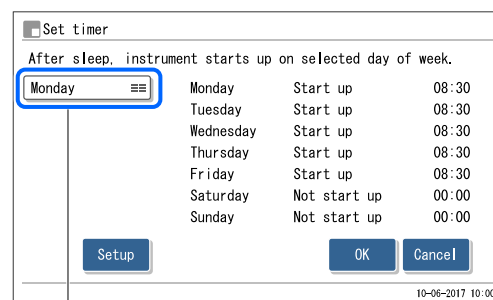 Set timer
After sleep, instrument starts up on selected day of week.
Monday == Monday Start up 08:30
Tuesday Start up 08:30
Wednesday Start up 08:30
Thursday Start up 08:30
Friday Start up 08:30
Saturday Not start up 00:00
Sunday Not start up 00:00
Setup OK Cancel
10-06-2017 10:00